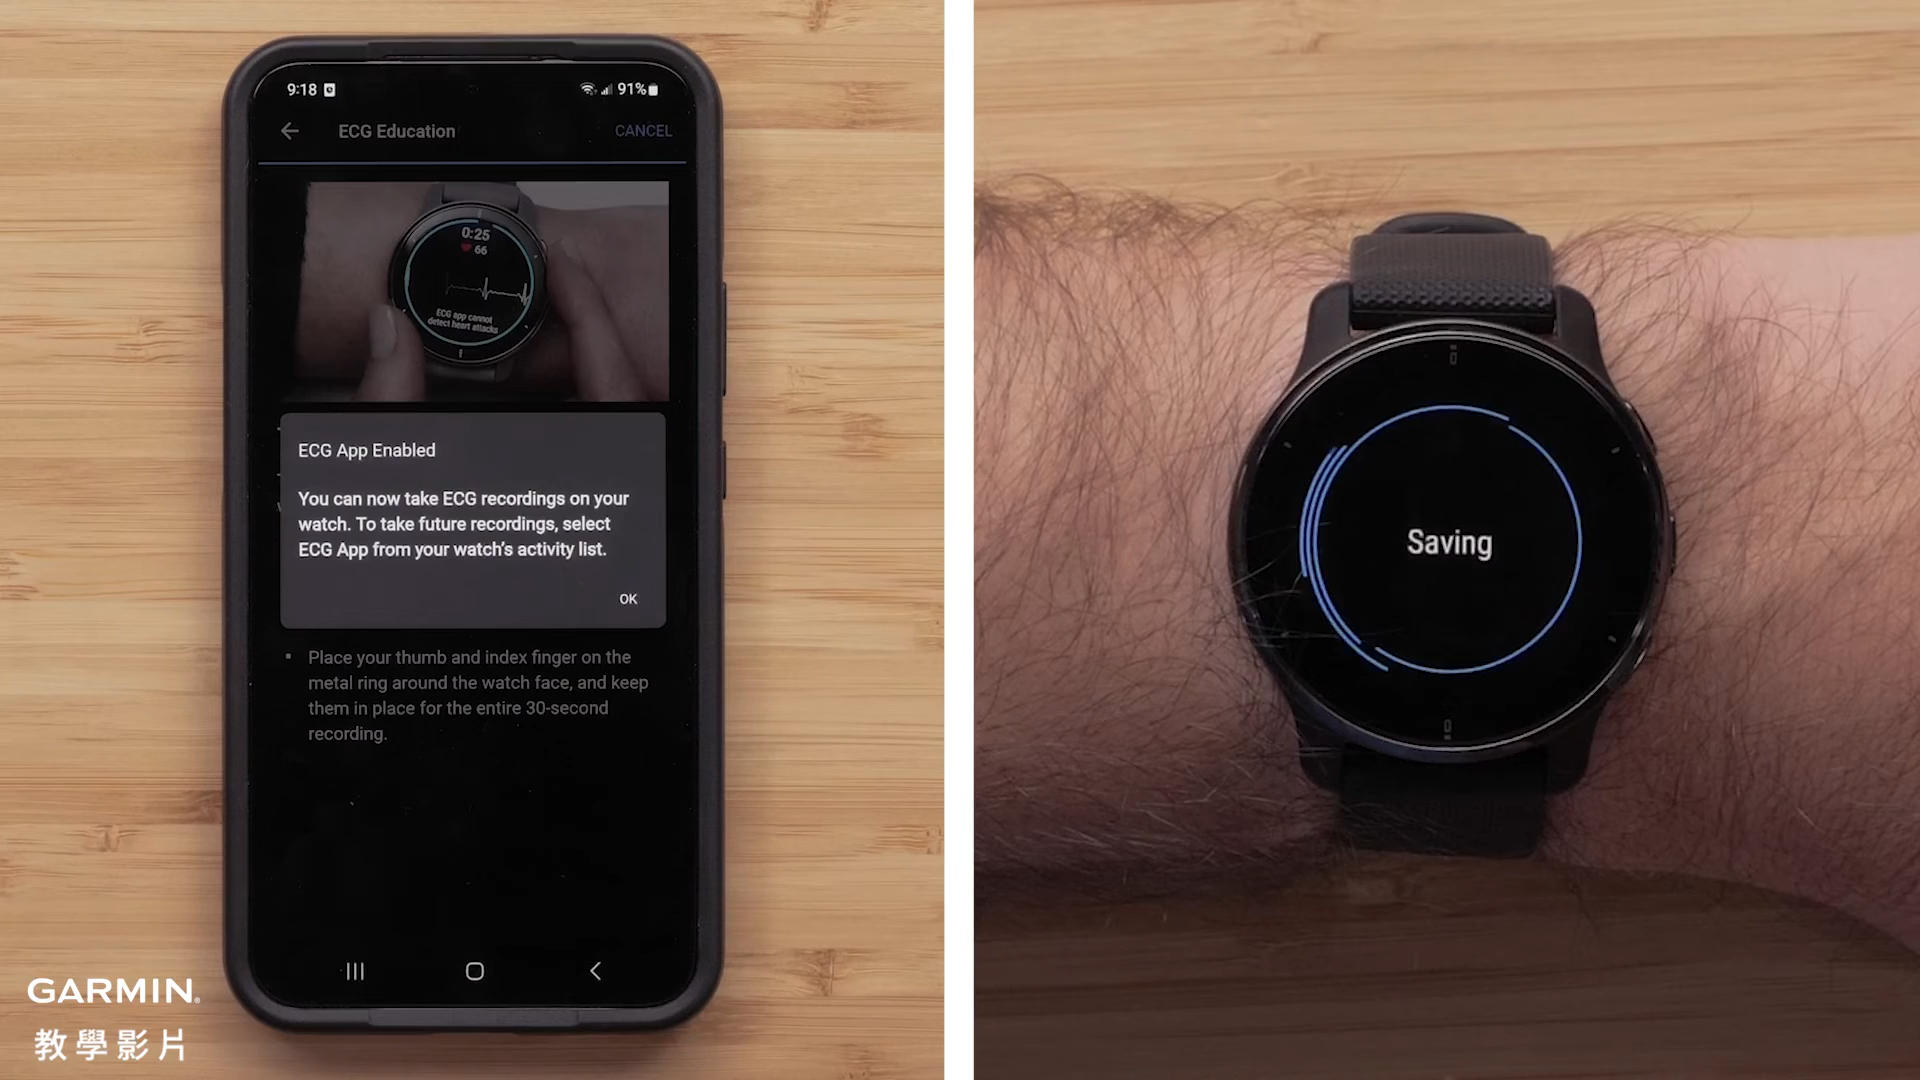 9:18
91%
ECG Education
CANCEL
0:25
66
ECG app cannot
detect heart attacks
ECG App Enabled
You can now take ECG recordings on your
watch. To take future recordings, select
ECG App from your watch's activity list.
OK
Place your thumb and index finger on the
metal ring around the watch face, and keep
them in place for the entire 30-second
recording.
GARMIN
教學影片
Saving